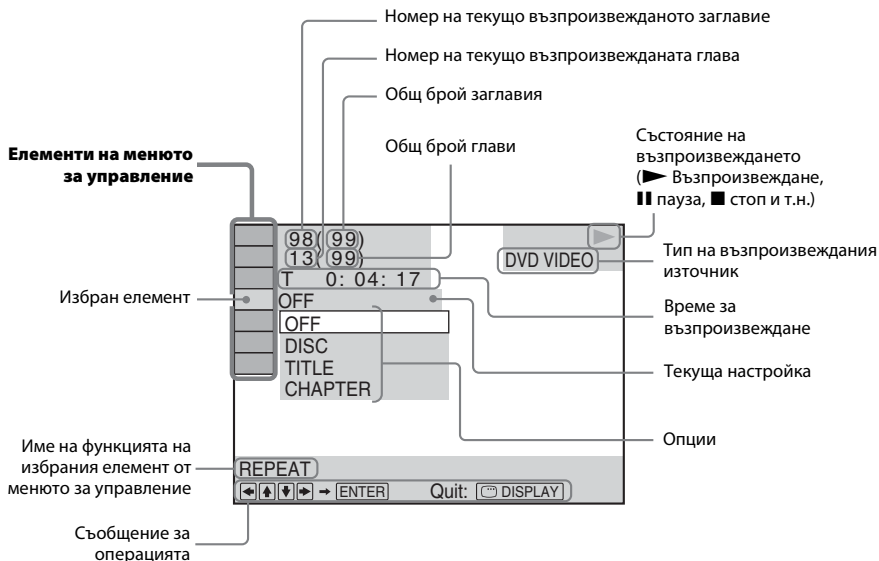 Номер на текущо възпроизвежданото заглавие
Номер на текущо възпроизвежданата глава
Общ брой заглавия
Общ брой глави
Елементи на менюто
за управление
Състояние на
възпроизвеждането
(► Възпроизвеждане,
❚❚ пауза, ■ стоп и т.н.)
98(99)
13(99)
DVD VIDEO
Тип на възпроизвеждания
източник
T 0: 04: 17
Избран елемент
OFF
Време за
възпроизвеждане
OFF
DISC
TITLE
CHAPTER
Текуща настройка
Опции
Име на функцията на
избрания елемент от
менюто за управление
REPEAT
← ↑ ↓ → → ENTER Quit: DISPLAY
Съобщение за
операцията